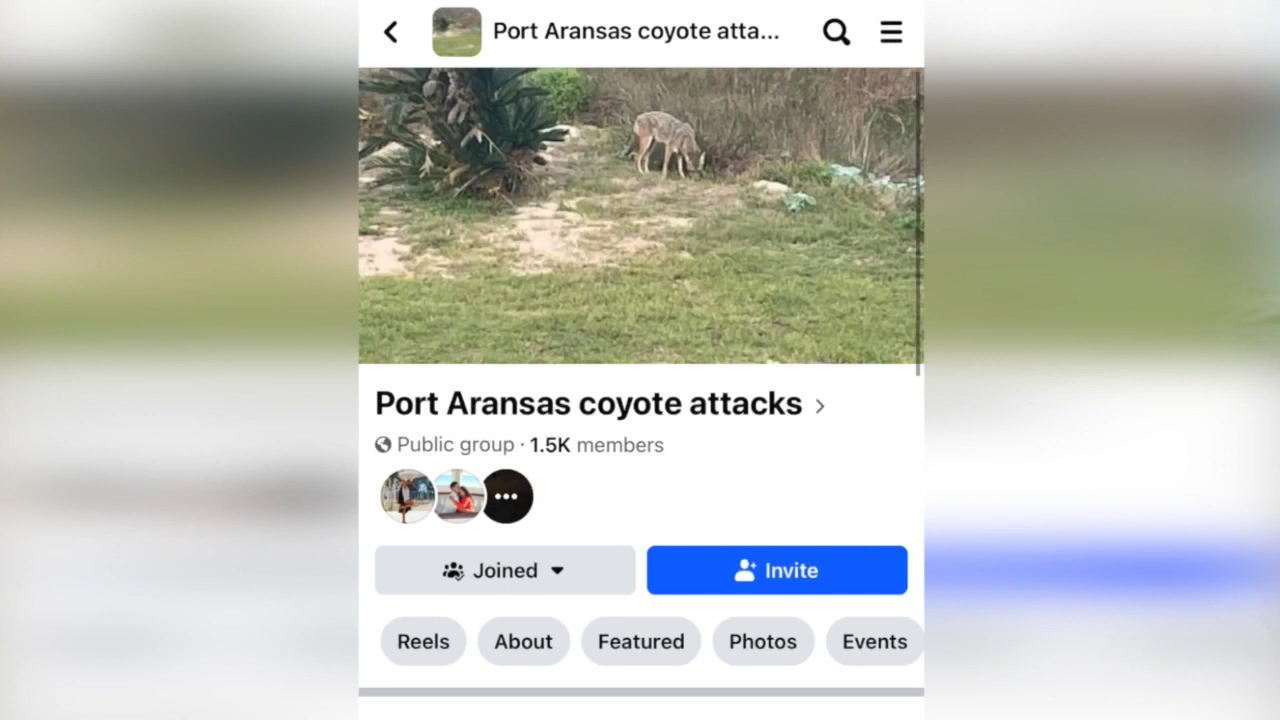 Port Aransas coyote atta...
Port Aransas coyote attacks
Public group · 1.5K members
Joined
Invite
Reels
About
Featured
Photos
Events